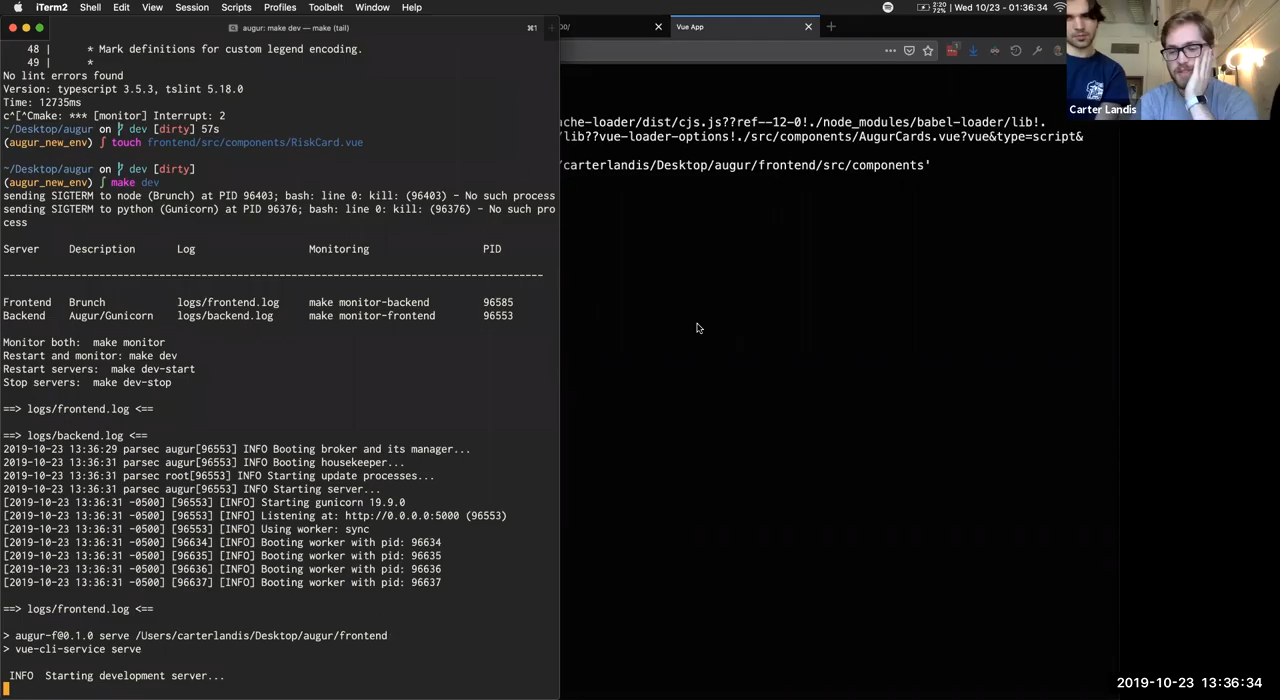 iTerm2 Shell Edit View Session Scripts Profiles Toolbelt Window Help
2:20
72%
Wed 10/23 - 01:36:34
augur: make dev — make (tail)
⌘1
00/
Vue App
48 | * Mark definitions for custom legend encoding.
49 | *
No lint errors found
Version: typescript 3.5.3, tslint 5.18.0
Time: 12735ms
c^[^Cmake: *** [monitor] Interrupt: 2
~/Desktop/augur on dev [dirty] 57s
(augur_new_env) ∫ touch frontend/src/components/RiskCard.vue
~/Desktop/augur on dev [dirty]
(augur_new_env) ∫ make dev
sending SIGTERM to node (Brunch) at PID 96403; bash: line 0: kill: (96403) - No such process
sending SIGTERM to python (Gunicorn) at PID 96376; bash: line 0: kill: (96376) - No such pro
cess
Server Description Log Monitoring PID
--------------------------------------------------------------------------------------------
Frontend Brunch logs/frontend.log make monitor-backend 96585
Backend Augur/Gunicorn logs/backend.log make monitor-frontend 96553
Monitor both: make monitor
Restart and monitor: make dev
Restart servers: make dev-start
Stop servers: make dev-stop
==> logs/frontend.log <==
==> logs/backend.log <==
2019-10-23 13:36:29 parsec augur[96553] INFO Booting broker and its manager...
2019-10-23 13:36:31 parsec augur[96553] INFO Booting housekeeper...
2019-10-23 13:36:31 parsec root[96553] INFO Starting update processes...
2019-10-23 13:36:31 parsec augur[96553] INFO Starting server...
[2019-10-23 13:36:31 -0500] [96553] [INFO] Starting gunicorn 19.9.0
[2019-10-23 13:36:31 -0500] [96553] [INFO] Listening at: http://0.0.0.0:5000 (96553)
[2019-10-23 13:36:31 -0500] [96553] [INFO] Using worker: sync
[2019-10-23 13:36:31 -0500] [96634] [INFO] Booting worker with pid: 96634
[2019-10-23 13:36:31 -0500] [96635] [INFO] Booting worker with pid: 96635
[2019-10-23 13:36:31 -0500] [96636] [INFO] Booting worker with pid: 96636
[2019-10-23 13:36:31 -0500] [96637] [INFO] Booting worker with pid: 96637
==> logs/frontend.log <==
> augur-f@0.1.0 serve /Users/carterlandis/Desktop/augur/frontend
> vue-cli-service serve
INFO Starting development server...
ache-loader/dist/cjs.js??ref--12-0!./node_modules/babel-loader/lib!.
/lib??vue-loader-options!./src/components/AugurCards.vue?vue&type=script&
/carterlandis/Desktop/augur/frontend/src/components'
Carter Landis
2019-10-23 13:36:34